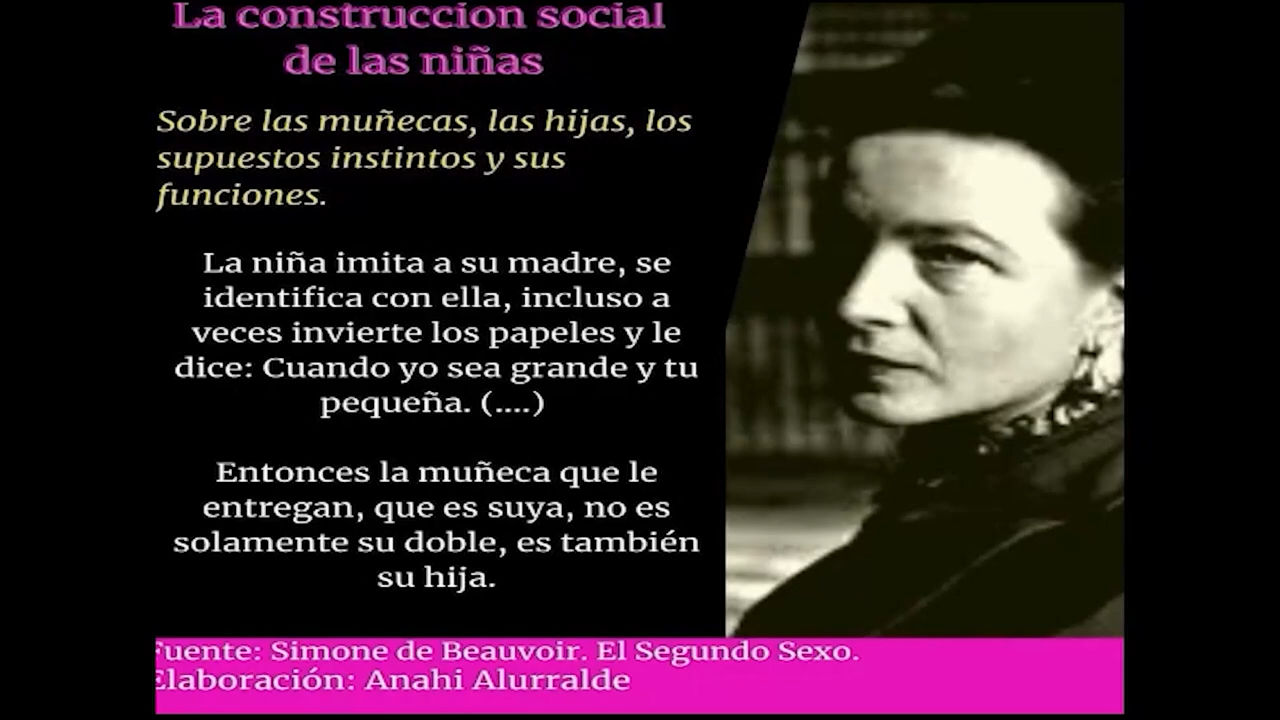 La construccion social
de las niñas
Sobre las muñecas, las hijas, los
supuestos instintos y sus
funciones.
La niña imita a su madre, se
identifica con ella, incluso a
veces invierte los papeles y le
dice: Cuando yo sea grande y tu
pequeña. (....)
Entonces la muñeca que le
entregan, que es suya, no es
solamente su doble, es también
su hija.
Fuente: Simone de Beauvoir. El Segundo Sexo.
Elaboración: Anahi Alurralde